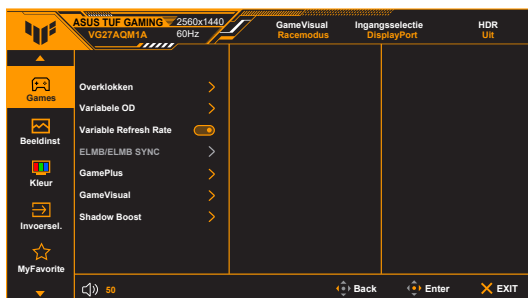 ASUS TUF GAMING 2560x1440
VG27AQM1A 60Hz
GameVisual
Racemodus
Ingangsselectie
DisplayPort
HDR
Uit
Games
Beeldinst
Kleur
Invoersel.
MyFavorite
Overklokken
Variabele OD
Variable Refresh Rate
ELMB/ELMB SYNC
GamePlus
GameVisual
Shadow Boost
50
Back
Enter
EXIT